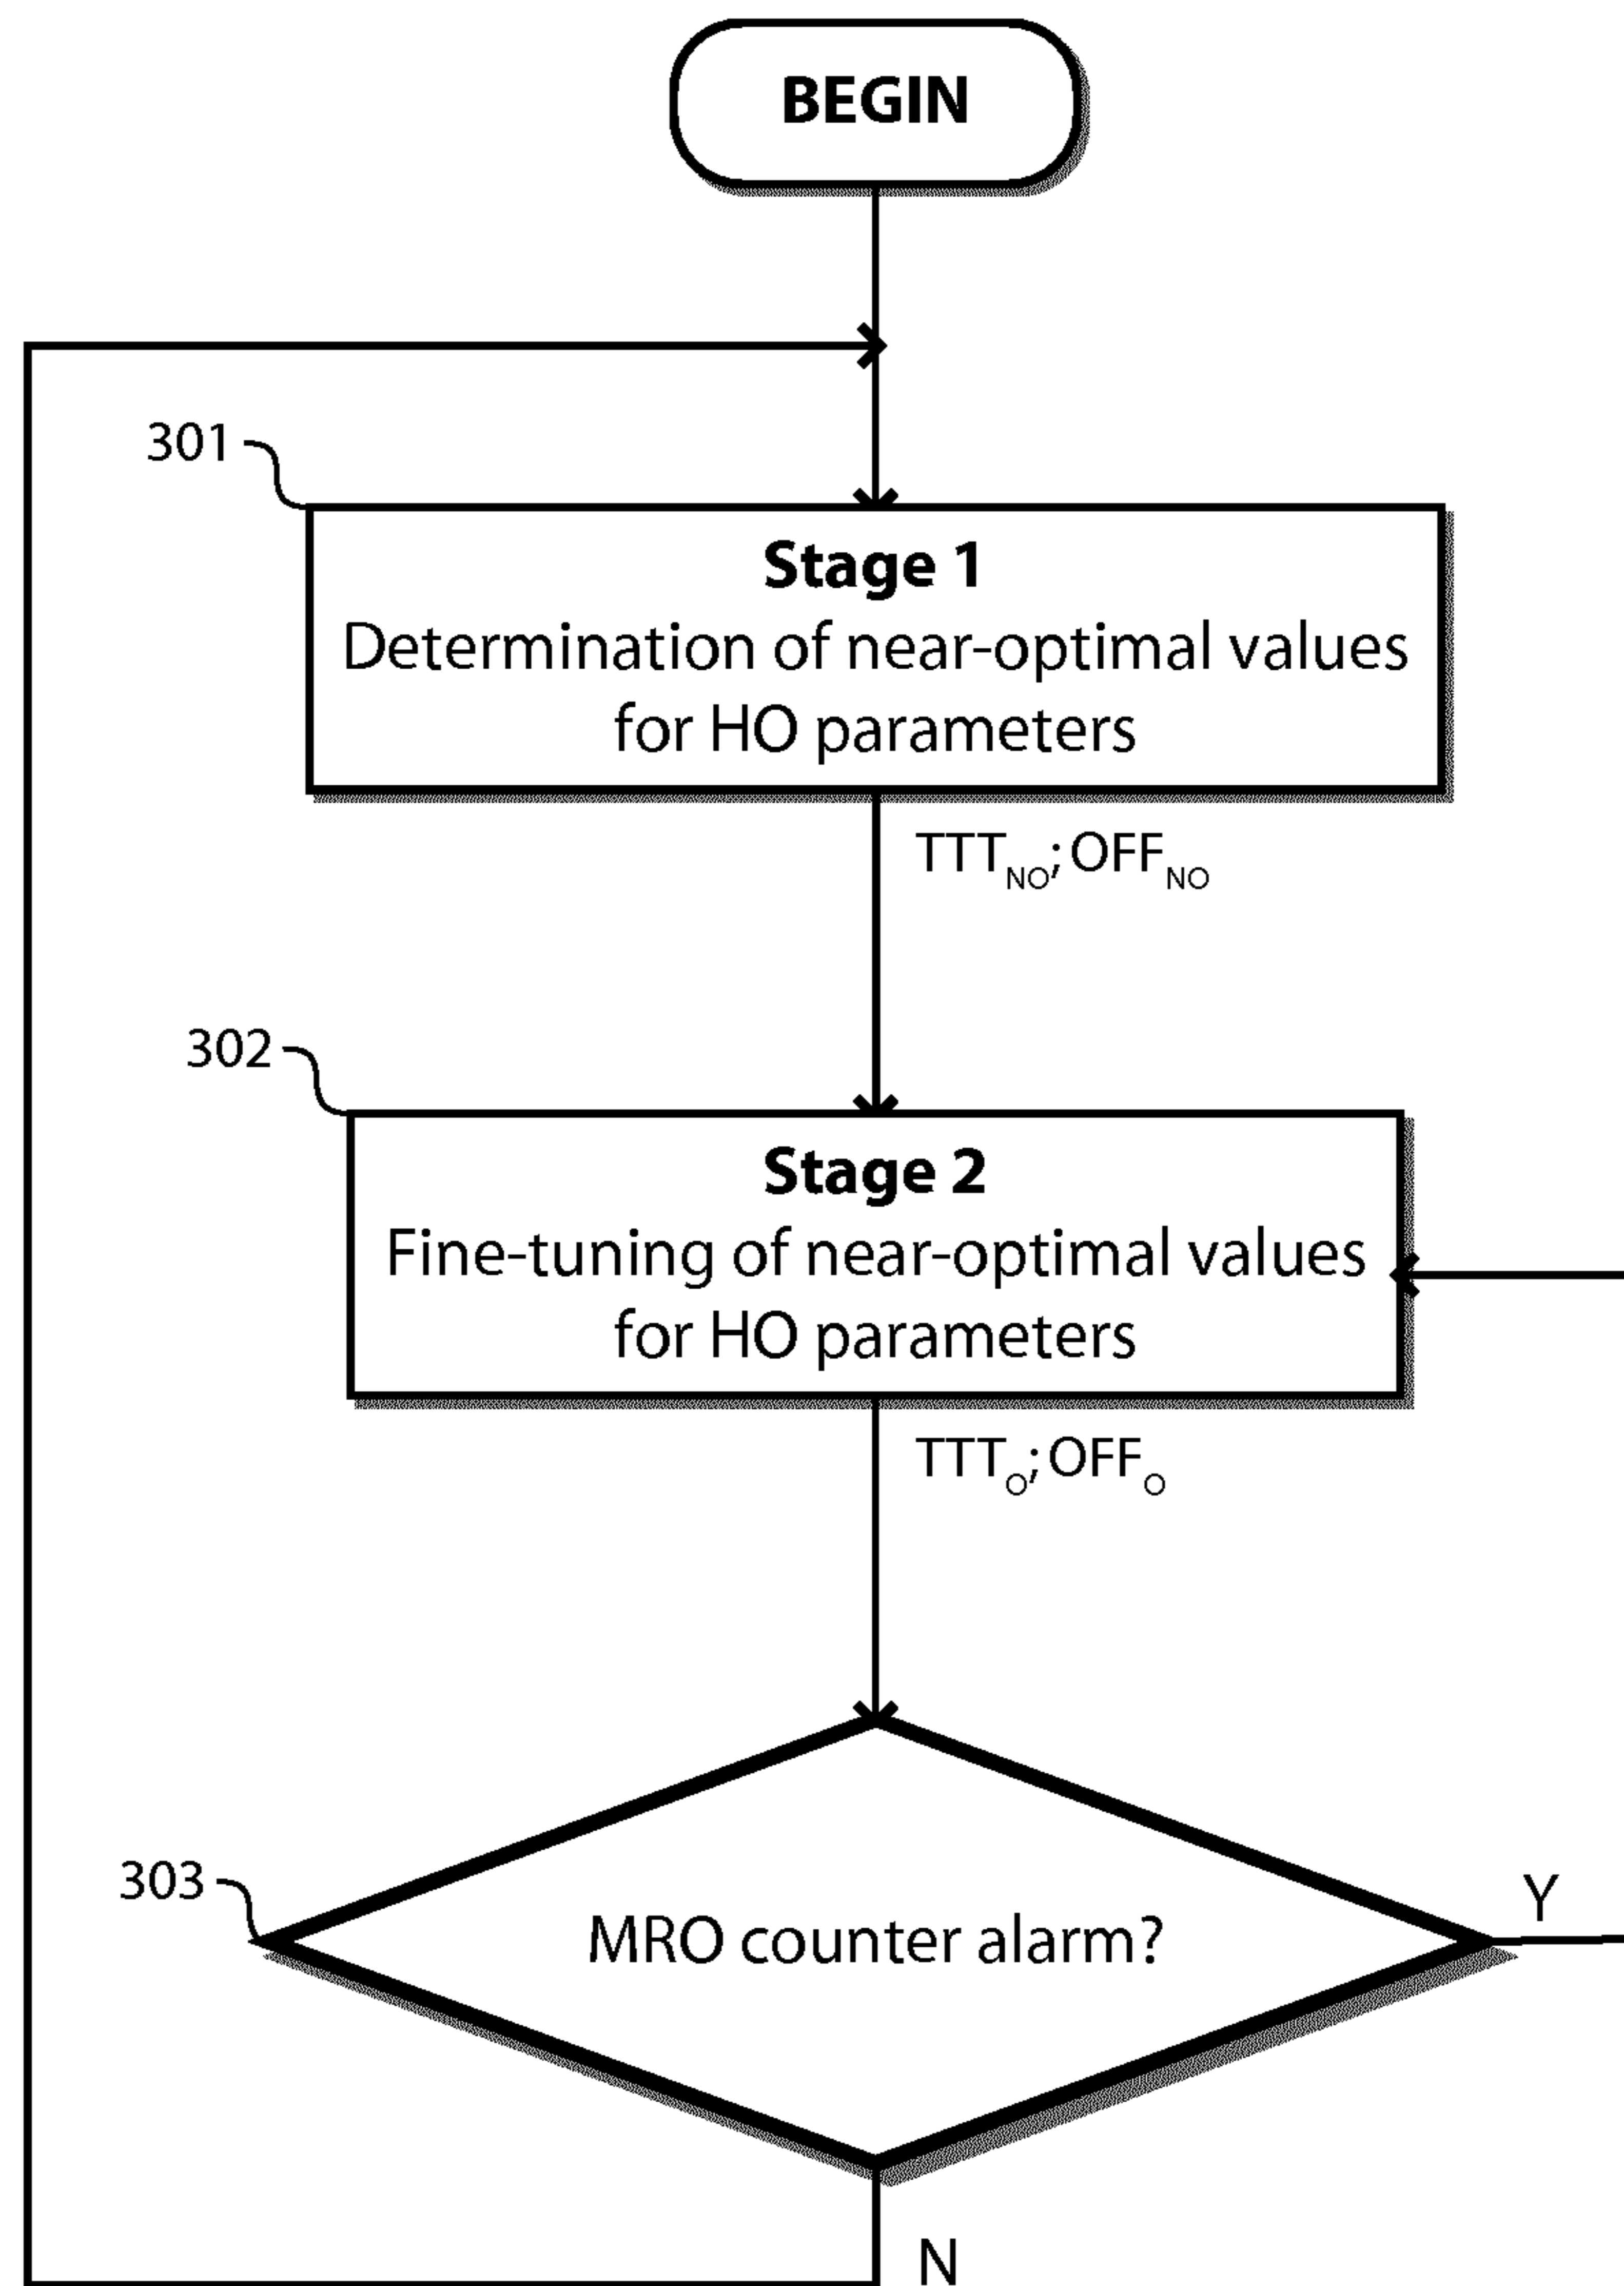 BEGIN
301
Stage 1
Determination of near-optimal values
for HO parameters
TTT_NO; OFF_NO
302
Stage 2
Fine-tuning of near-optimal values
for HO parameters
TTT_O; OFF_O
303
MRO counter alarm?
Y
N